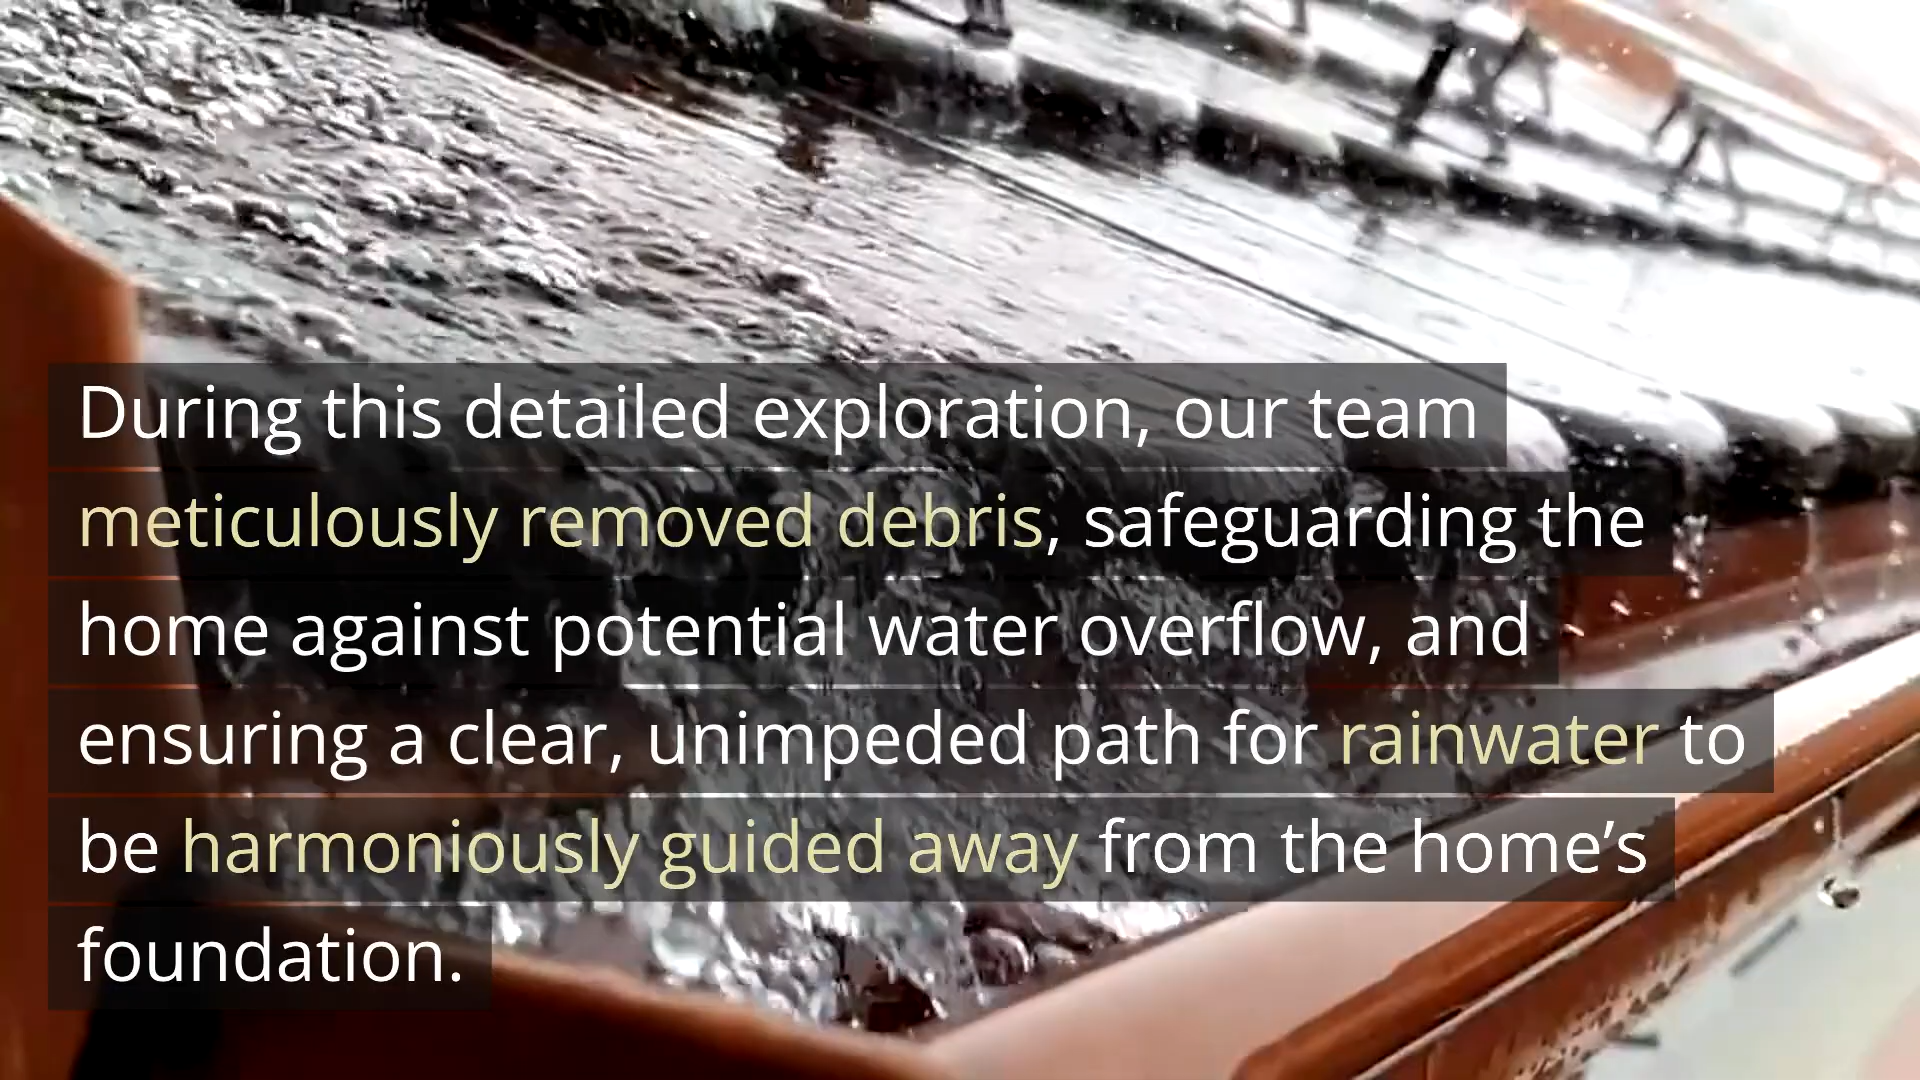 During this detailed exploration, our team
meticulously removed debris, safeguarding the
home against potential water overflow, and
ensuring a clear, unimpeded path for rainwater to
be harmoniously guided away from the home’s
foundation.